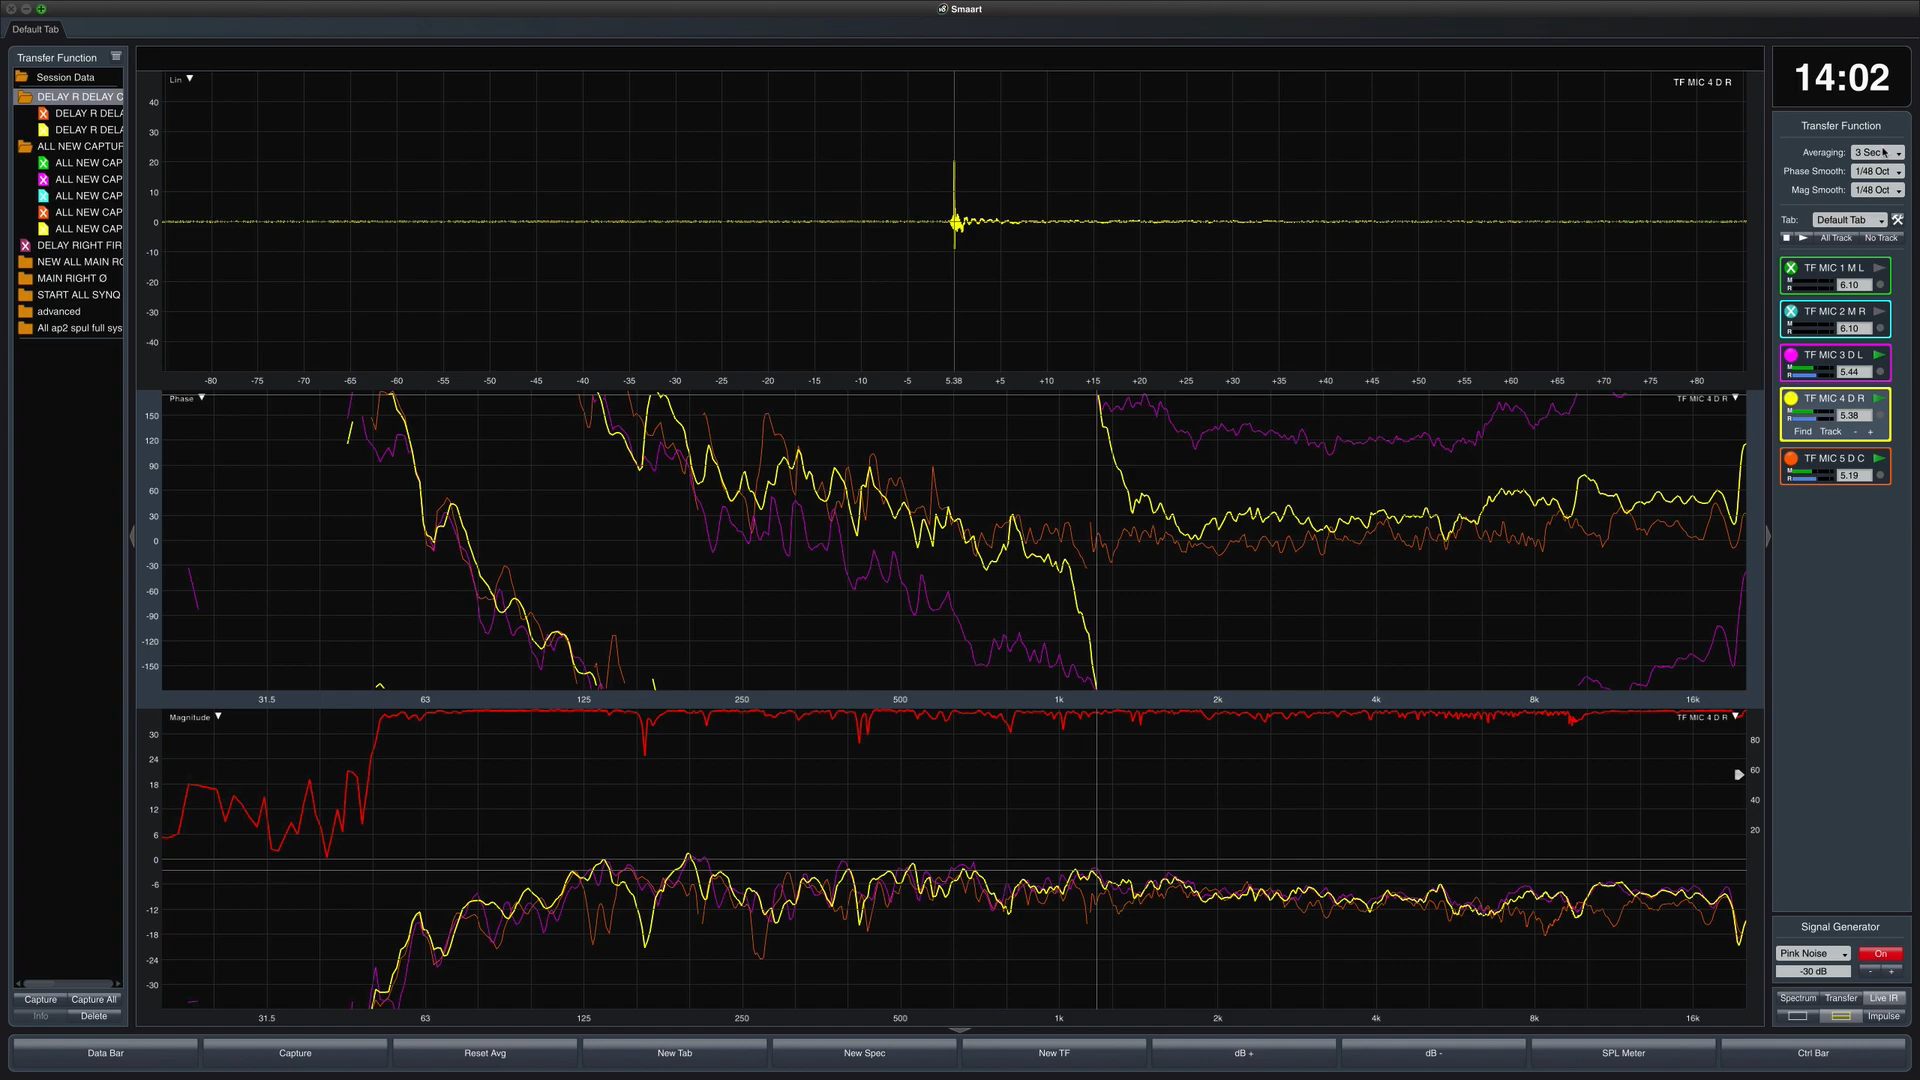 Smaart
Default Tab
Transfer Function
Session Data
DELAY R DELAY C
DELAY R DELA
DELAY R DELA
ALL NEW CAPTUR
ALL NEW CAP
ALL NEW CAP
ALL NEW CAP
ALL NEW CAP
ALL NEW CAP
DELAY RIGHT FIR
NEW ALL MAIN RC
MAIN RIGHT Ø
START ALL SYNQ
advanced
All ap2 spul full sys
Capture Capture All
Info Delete
Lin TF MIC 4 D R
40
30
20
10
0
-10
-20
-30
-40
-80 -75 -70 -65 -60 -55 -50 -45 -40 -35 -30 -25 -20 -15 -10 -5 5.38 +5 +10 +15 +20 +25 +30 +35 +40 +45 +50 +55 +60 +65 +70 +75 +80
Phase TF MIC 4 D R
150
120
90
60
30
0
-30
-60
-90
-120
-150
31.5 63 125 250 500 1k 2k 4k 8k 16k
Magnitude TF MIC 4 D R
30
24
18
12
6
0
-6
-12
-18
-24
-30
80
60
40
20
31.5 63 125 250 500 1k 2k 4k 8k 16k
14:02
Transfer Function
Averaging: 3 Sec
Phase Smooth: 1/48 Oct
Mag Smooth: 1/48 Oct
Tab: Default Tab
All Track No Track
TF MIC 1 M L
M
R 6.10
TF MIC 2 M R
M
R 6.10
TF MIC 3 D L
M
R 5.44
TF MIC 4 D R
M
R 5.38
Find Track - +
TF MIC 5 D C
M
R 5.19
Signal Generator
Pink Noise On
-30 dB - +
Spectrum Transfer Live IR
Impulse
Data Bar Capture Reset Avg New Tab New Spec New TF dB + dB - SPL Meter Ctrl Bar